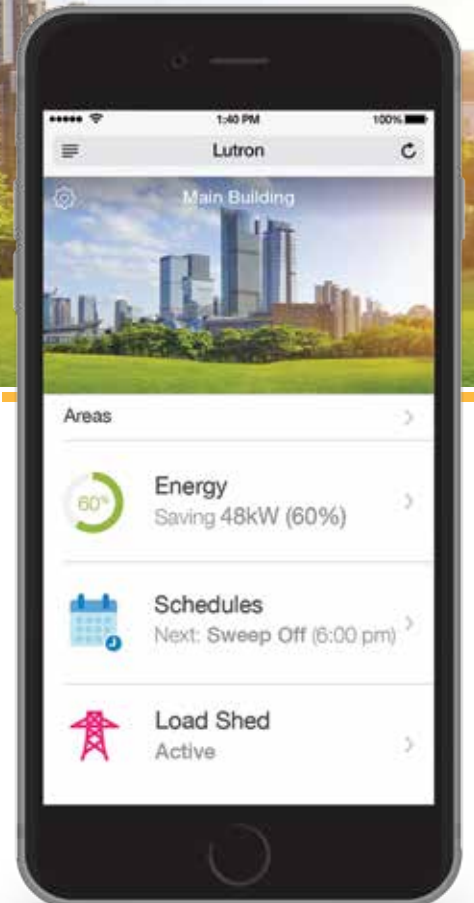 1:40 PM 100%
Lutron
Main Building
Areas
60%
Energy
Saving 48kW (60%)
Schedules
Next: Sweep Off (6:00 pm)
Load Shed
Active